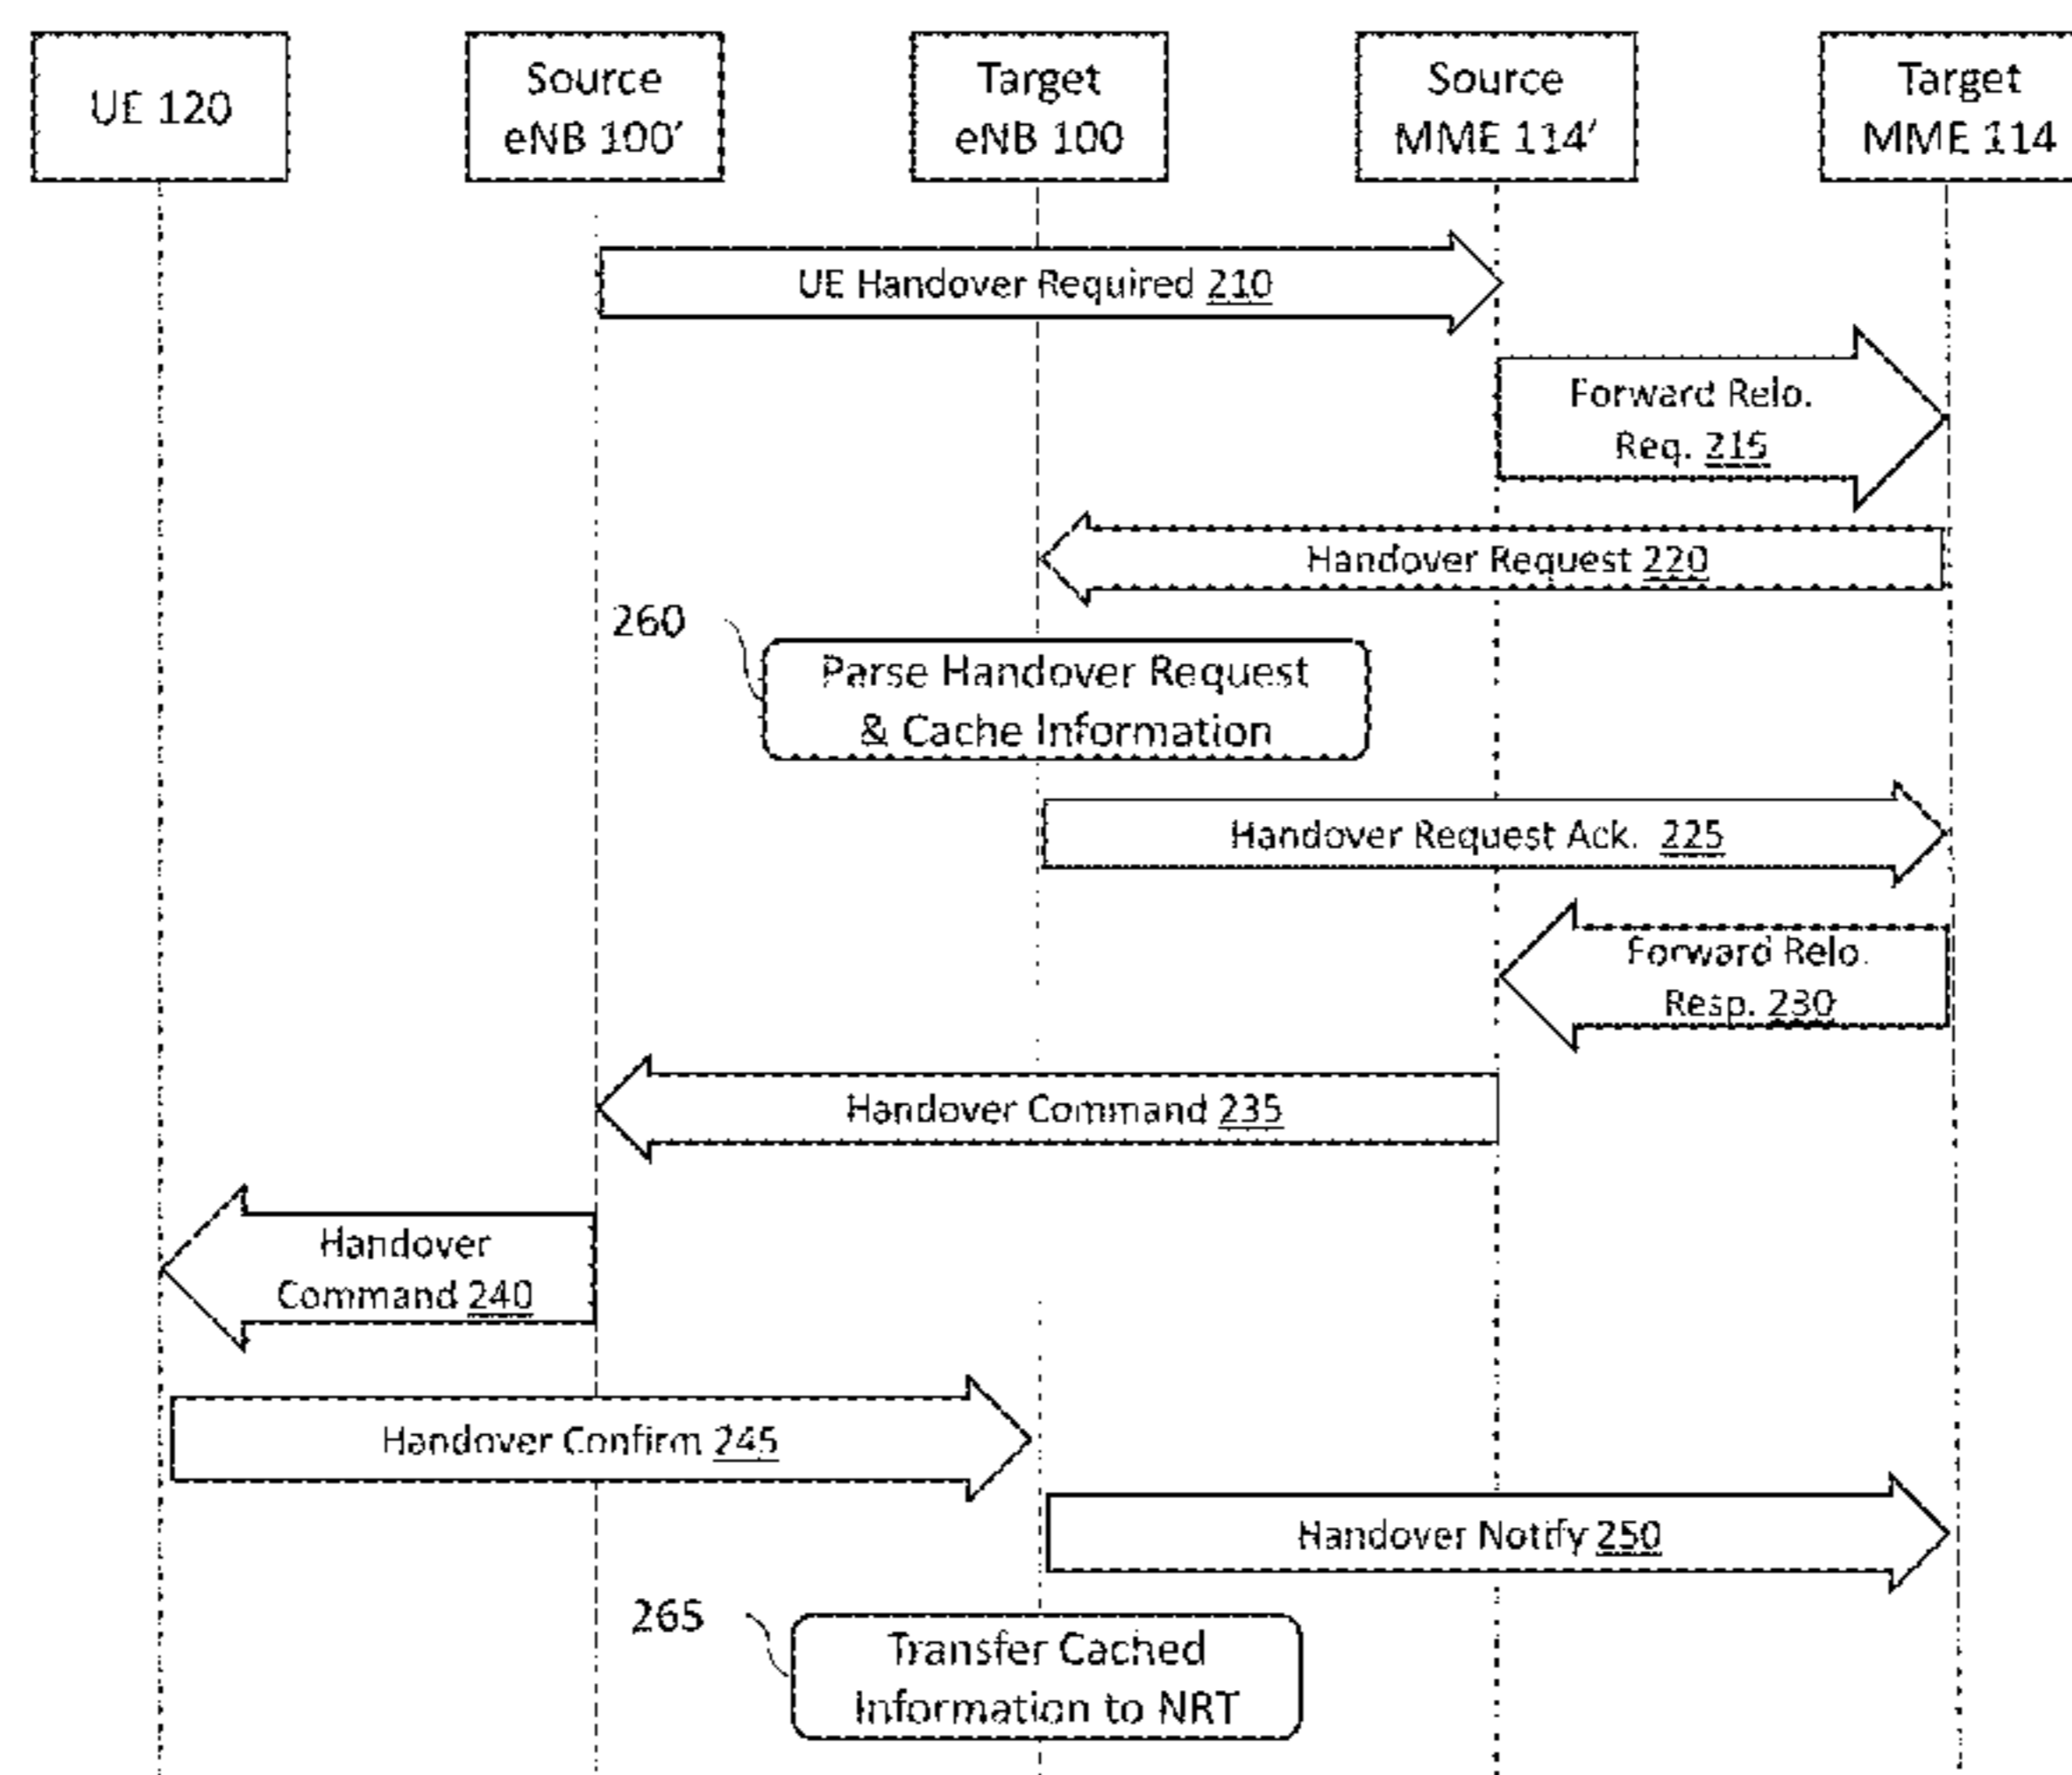 UE 120
Source
eNB 100′
Target
eNB 100
Source
MME 114′
Target
MME 114
UE Handover Required 210
Forward Relo.
Req. 215
Handover Request 220
260
Parse Handover Request
& Cache Information
Handover Request Ack. 225
Forward Relo.
Resp. 230
Handover Command 235
Handover
Command 240
Handover Confirm 245
Handover Notify 250
265
Transfer Cached
Information to NRT